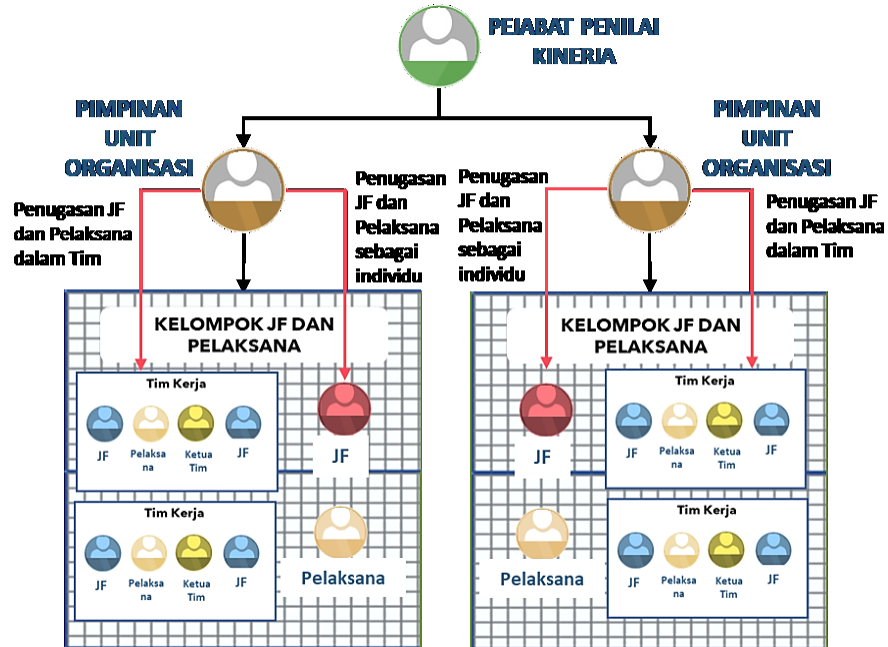 PEJABAT PENILAI
KINERJA
PIMPINAN
UNIT
ORGANISASI
PIMPINAN
UNIT
ORGANISASI
Penugasan JF
dan Pelaksana
dalam Tim
Penugasan
JF dan
Pelaksana
sebagai
individu
Penugasan
JF dan
Pelaksana
sebagai
individu
Penugasan JF
dan Pelaksana
dalam Tim
KELOMPOK JF DAN
PELAKSANA
Tim Kerja
JF
Pelaksa
na
Ketua
Tim
JF
JF
Tim Kerja
JF
Pelaksa
na
Ketua
Tim
JF
Pelaksana
KELOMPOK JF DAN
PELAKSANA
JF
Tim Kerja
JF
Pelaksa
na
Ketua
Tim
JF
Pelaksana
Tim Kerja
JF
Pelaksa
na
Ketua
Tim
JF